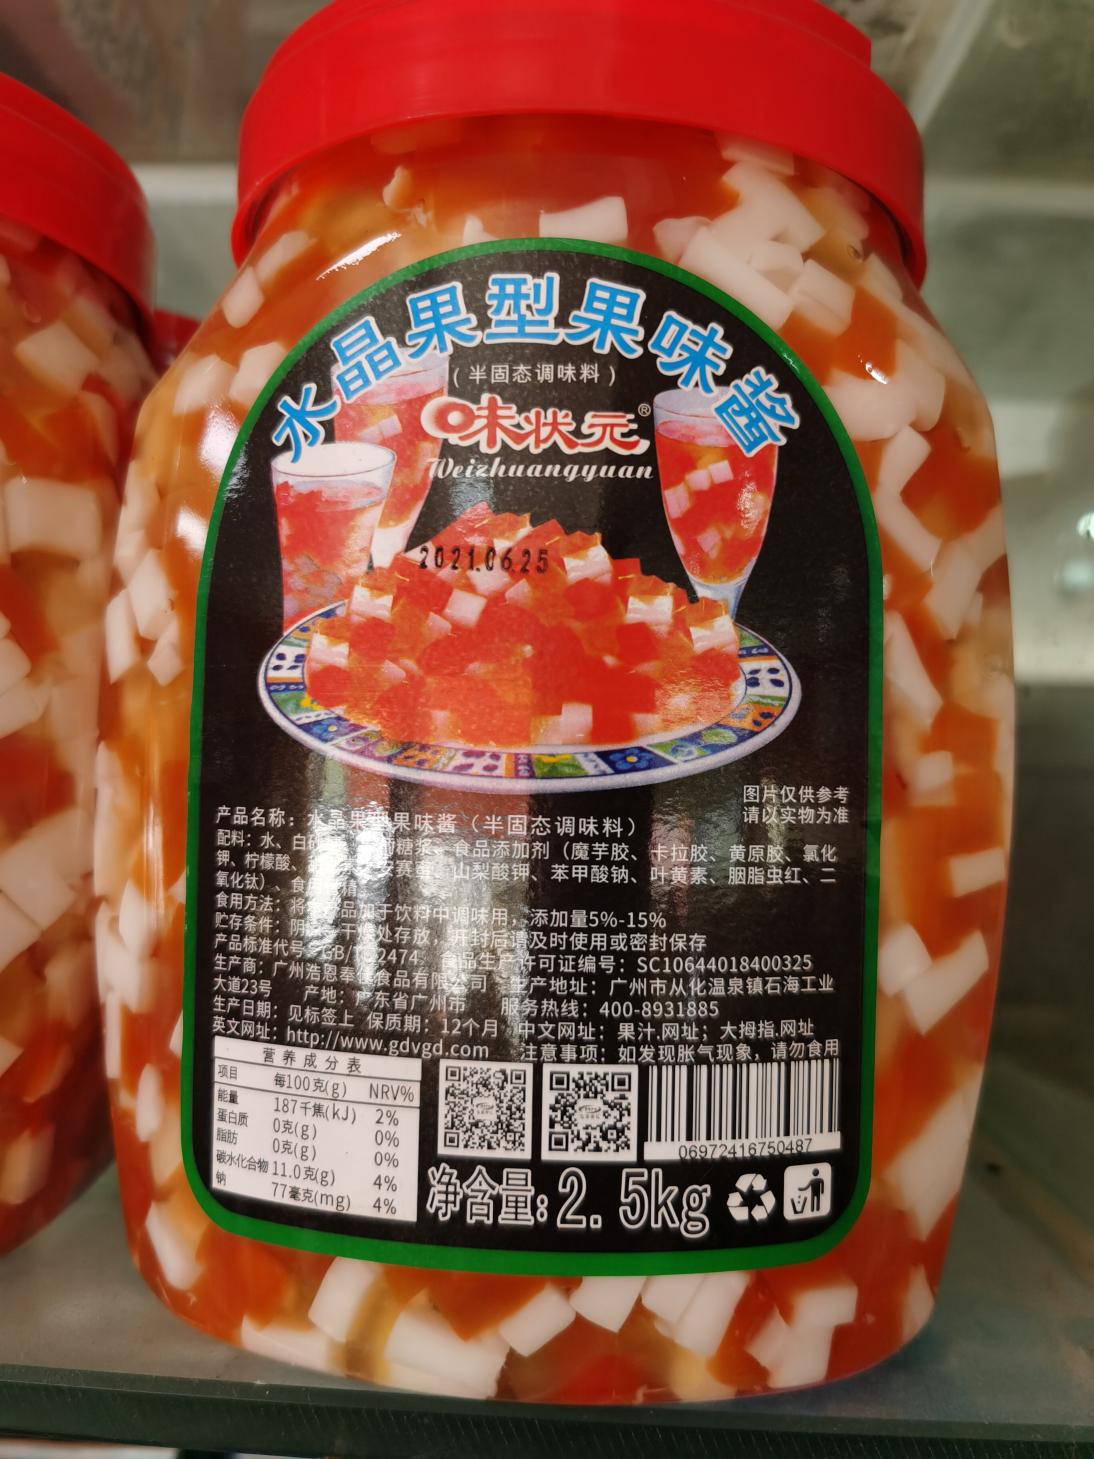 水晶果型果味酱
（半固态调味料）
味状元®
Weizhuangyuan
2021.06.25
图片仅供参考
请以实物为准
产品名称：水晶果型果味酱（半固态调味料）
配料：水、白 糖浆、食品添加剂（魔芋胶、卡拉胶、黄原胶、氯化
钾、柠檬酸、 安赛蜜、山梨酸钾、苯甲酸钠、叶黄素、胭脂虫红、二
氧化钛）、食用 精
食用方法：将 品加于饮料中调味用，添加量5%-15%
贮存条件：阴 干燥处存放，开封后请及时使用或密封保存
产品标准代号：GB/T 2474 食品生产许可证编号：SC10644018400325
生产商：广州浩恩奉 食品有限公司 生产地址：广州市从化温泉镇石海工业
大道23号 产地：广东省广州市 服务热线：400-8931885
生产日期：见标签上 保质期：12个月 中文网址：果汁.网址；大拇指.网址
英文网址：http://www.gdvgd.com 注意事项：如发现胀气现象，请勿食用
营养成分表
项目 每100克(g) NRV%
能量 187千焦(kJ) 2%
蛋白质 0克(g) 0%
脂肪 0克(g) 0%
碳水化合物 11.0克(g) 4%
钠 77毫克(mg) 4%
06972416750487
净含量：2.5kg